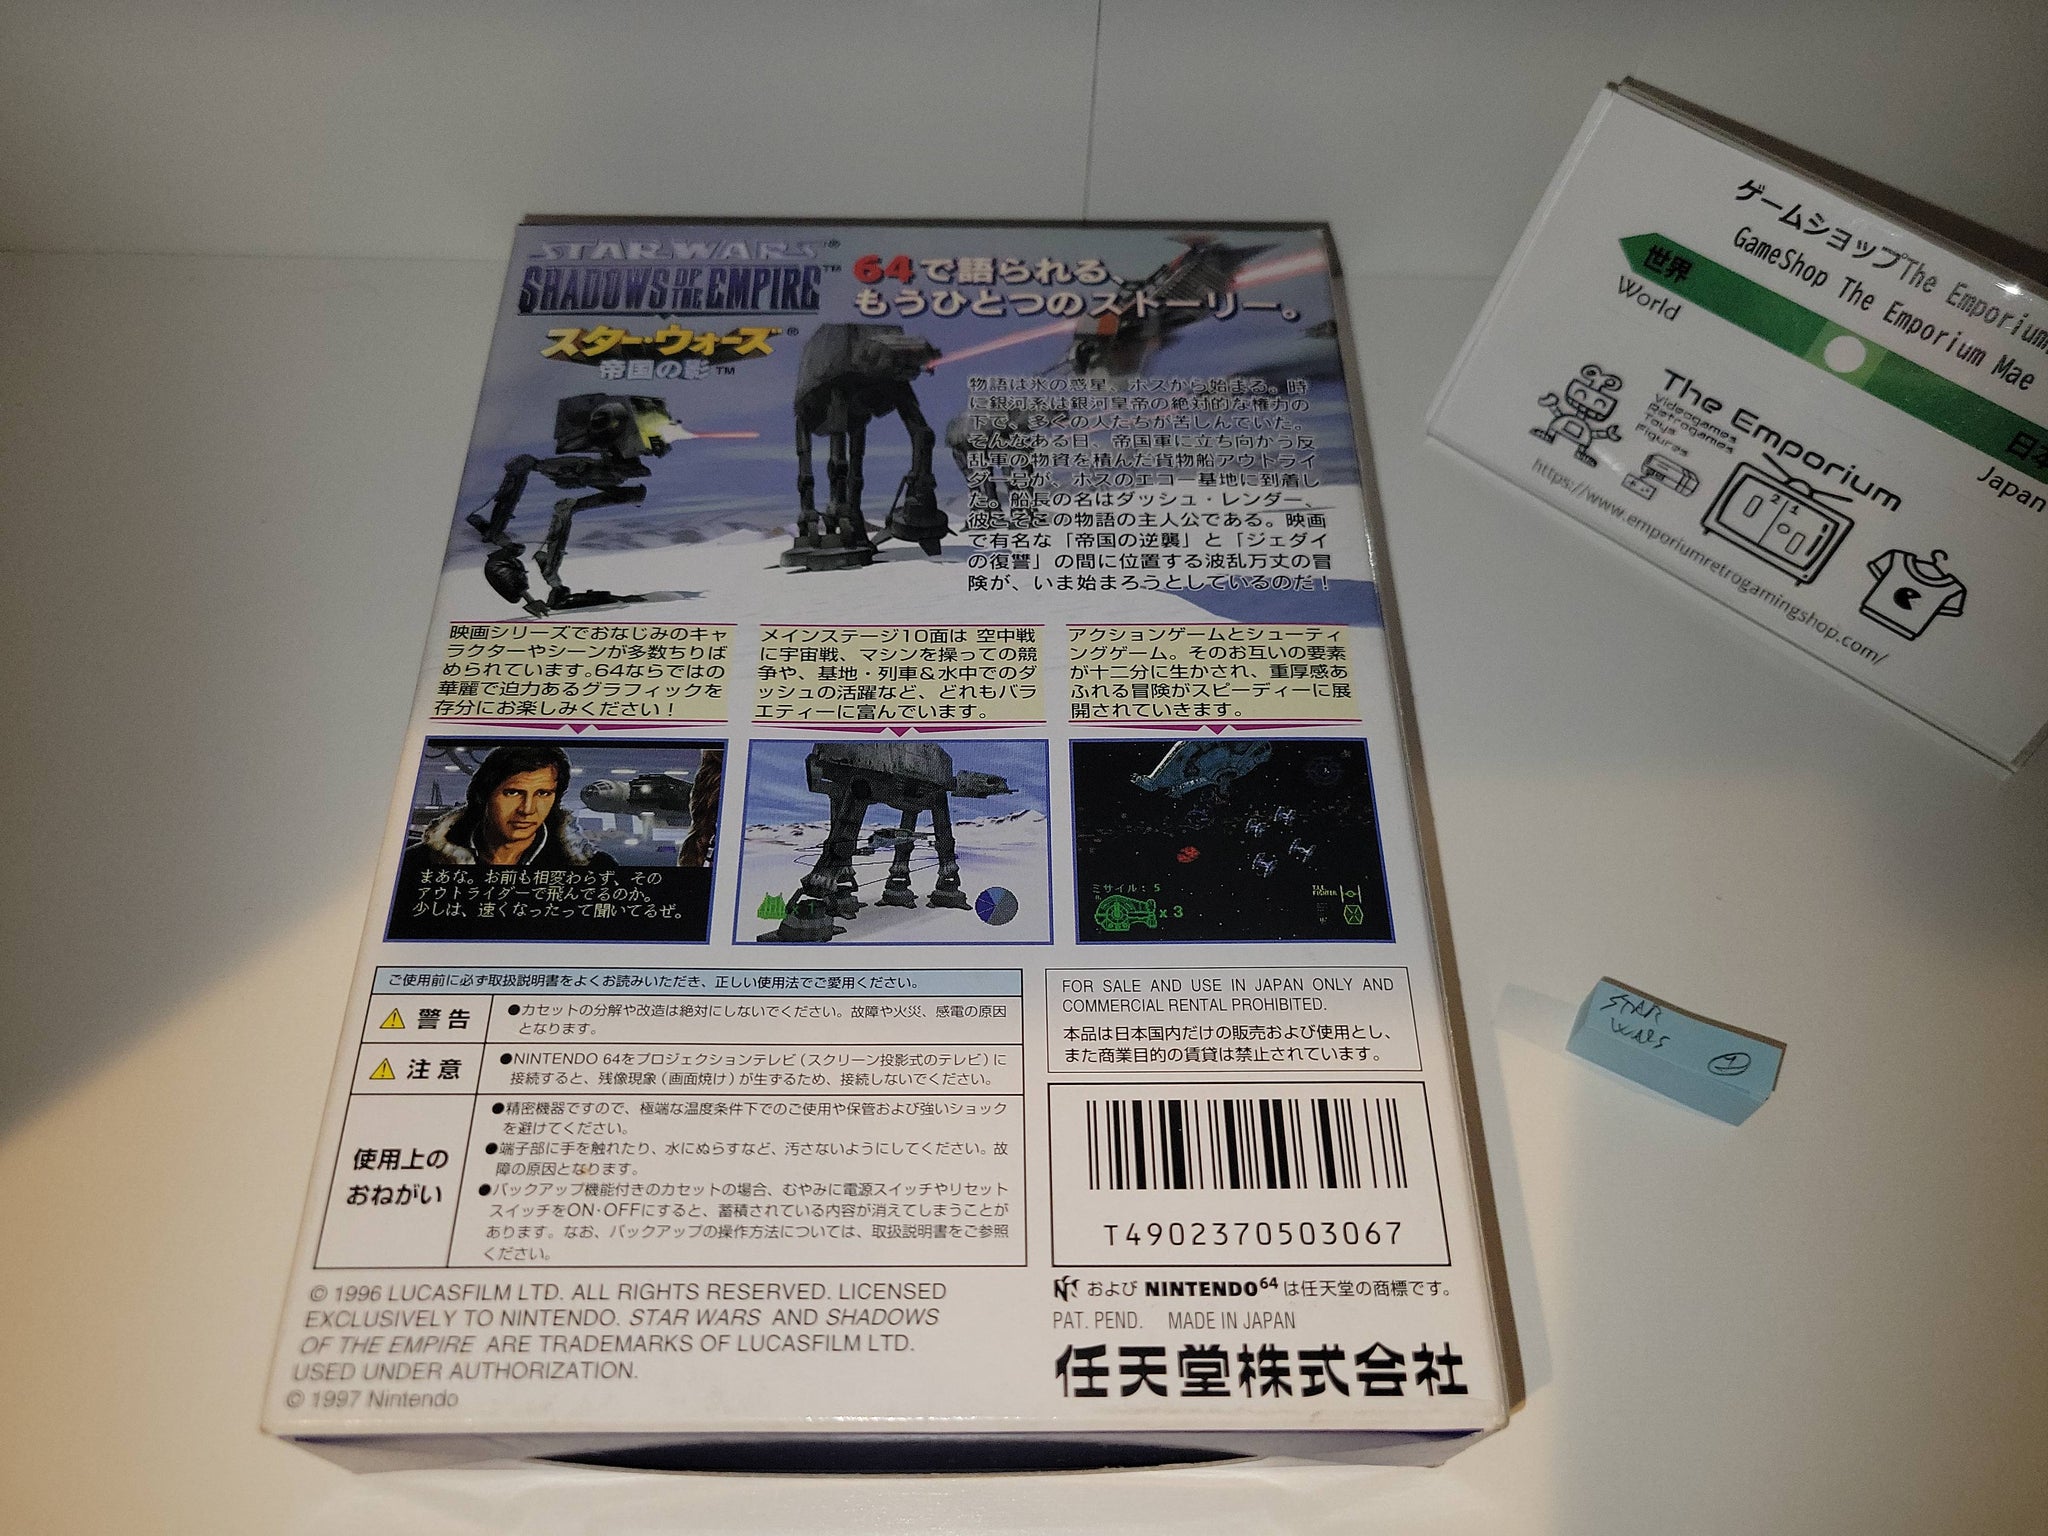 STAR WARS®
SHADOWS OF THE EMPIRE™
スター・ウォーズ®
帝国の影™
64で語られる、
もうひとつのストーリー。
物語は氷の惑星、ホスから始まる。時
に銀河系は銀河皇帝の絶対的な権力の
下で、多くの人たちが苦しんでいた。
そんなある日、帝国軍に立ち向かう反
乱軍の物資を積んだ貨物船アウトライ
ダー号が、ホスのエコー基地に到着し
た。船長の名はダッシュ・レンダー、
彼こそこの物語の主人公である。映画
で有名な「帝国の逆襲」と「ジェダイ
の復讐」の間に位置する波乱万丈の冒
険が、いま始まろうとしているのだ！
映画シリーズでおなじみのキャ
ラクターやシーンが多数ちりば
められています。64ならではの
華麗で迫力あるグラフィックを
存分にお楽しみください！
メインステージ10面は 空中戦
に宇宙戦、マシンを操っての競
争や、基地・列車&水中でのダ
ッシュの活躍など、どれもバラ
エティーに富んでいます。
アクションゲームとシューティ
ングゲーム。そのお互いの要素
が十二分に生かされ、重厚感あ
ふれる冒険がスピーディーに展
開されていきます。
まあな。お前も相変わらず、その
アウトライダーで飛んでるのか。
少しは、速くなったって聞いてるぜ。
x 1
ミサイル: 5
x 3
TIE
FIGHTER
ご使用前に必ず取扱説明書をよくお読みいただき、正しい使用法でご愛用ください。
警告
●カセットの分解や改造は絶対にしないでください。故障や火災、感電の原因
となります。
注意
●NINTENDO 64をプロジェクションテレビ（スクリーン投影式のテレビ）に
接続すると、残像現象（画面焼け）が生ずるため、接続しないでください。
使用上の
おねがい
●精密機器ですので、極端な温度条件下でのご使用や保管および強いショック
を避けてください。
●端子部に手を触れたり、水にぬらすなど、汚さないようにしてください。故
障の原因となります。
●バックアップ機能付きのカセットの場合、むやみに電源スイッチやリセット
スイッチをON・OFFにすると、蓄積されている内容が消えてしまうことが
あります。なお、バックアップの操作方法については、取扱説明書をご参照
ください。
FOR SALE AND USE IN JAPAN ONLY AND
COMMERCIAL RENTAL PROHIBITED.
本品は日本国内だけの販売および使用とし、
また商業目的の賃貸は禁止されています。
T4902370503067
© 1996 LUCASFILM LTD. ALL RIGHTS RESERVED. LICENSED
EXCLUSIVELY TO NINTENDO. STAR WARS AND SHADOWS
OF THE EMPIRE ARE TRADEMARKS OF LUCASFILM LTD.
USED UNDER AUTHORIZATION.
© 1997 Nintendo
および NINTENDO64 は任天堂の商標です。
PAT. PEND. MADE IN JAPAN
任天堂株式会社
ゲームショップThe Emporium
GameShop The Emporium Mae
世界
World
日本
Japan
The Emporium
Videogames
Retrogames
Toys
Figures
https://www.emporiumretrogamingshop.com/
2
1
STAR
WARS
1